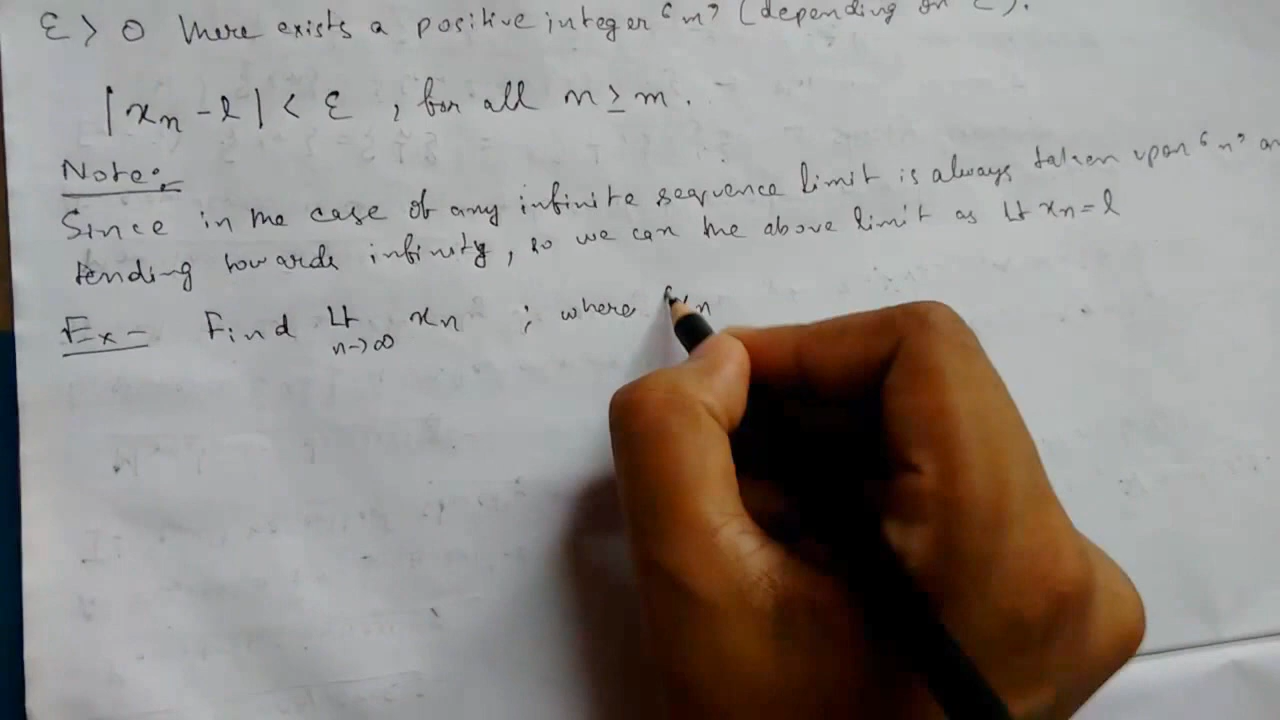 ε > 0 there exists a positive integer 'm' (depending on ε).
|xn - l| < ε , for all n ≥ m.
Note:-
Since in the case of any infinite sequence limit is always taken upon 'n' an
tending towards infinity, so we can the above limit as Lt xn = l
Ex- Find Lt n→∞ xn ; where xn